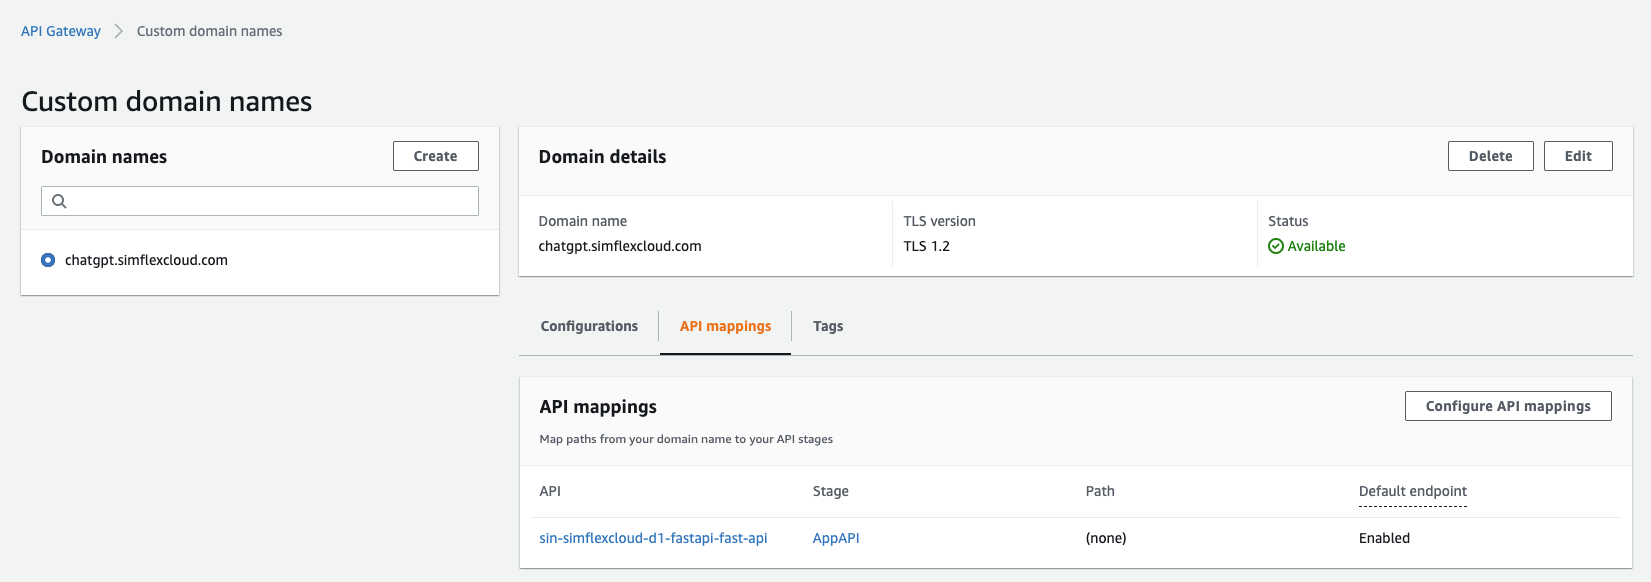 API Gateway > Custom domain names
Custom domain names
Domain names
Create
chatgpt.simflexcloud.com
Domain details
Delete
Edit
Domain name
chatgpt.simflexcloud.com
TLS version
TLS 1.2
Status
Available
Configurations
API mappings
Tags
API mappings
Configure API mappings
Map paths from your domain name to your API stages
API Stage Path Default endpoint
sin-simflexcloud-d1-fastapi-fast-api AppAPI (none) Enabled